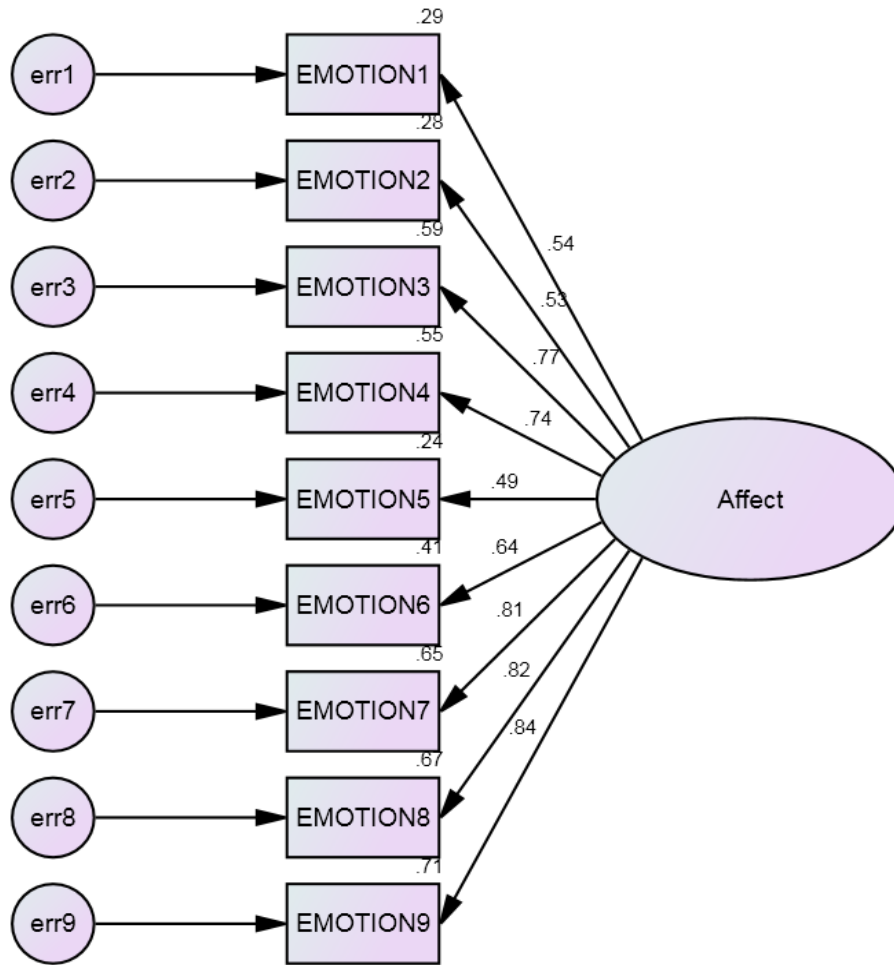 .29
err1 EMOTION1
.28
err2 EMOTION2
.59
.54
err3 EMOTION3
.53
.55
.77
err4 EMOTION4
.74
.24
.49
err5 EMOTION5 Affect
.41
.64
err6 EMOTION6
.81
.65
.82
err7 EMOTION7
.84
.67
err8 EMOTION8
.71
err9 EMOTION9